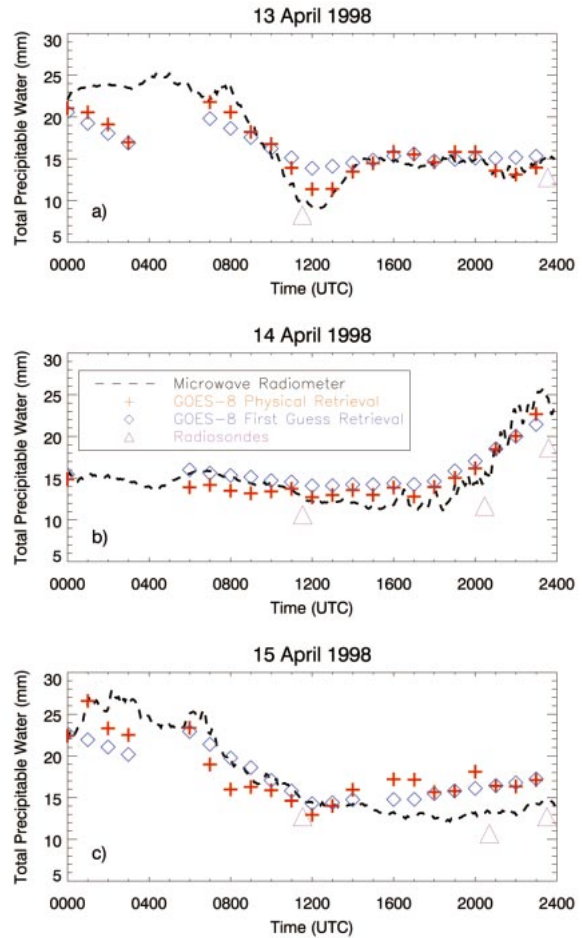 13 April 1998
Total Precipitable Water (mm)
30
25
20
15
10
5
a)
0000 0400 0800 1200 1600 2000 2400
Time (UTC)
14 April 1998
Total Precipitable Water (mm)
30
25
20
15
10
5
Microwave Radiometer
GOES-8 Physical Retrieval
GOES-8 First Guess Retrieval
Radiosondes
b)
0000 0400 0800 1200 1600 2000 2400
Time (UTC)
15 April 1998
Total Precipitable Water (mm)
30
25
20
15
10
5
c)
0000 0400 0800 1200 1600 2000 2400
Time (UTC)